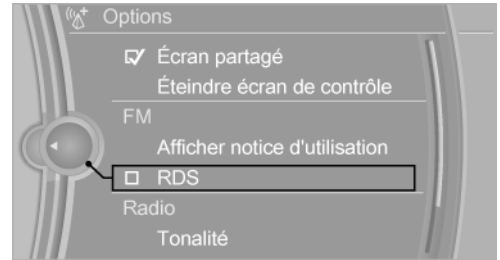 Options
Écran partagé
Éteindre écran de contrôle
FM
Afficher notice d'utilisation
RDS
Radio
Tonalité